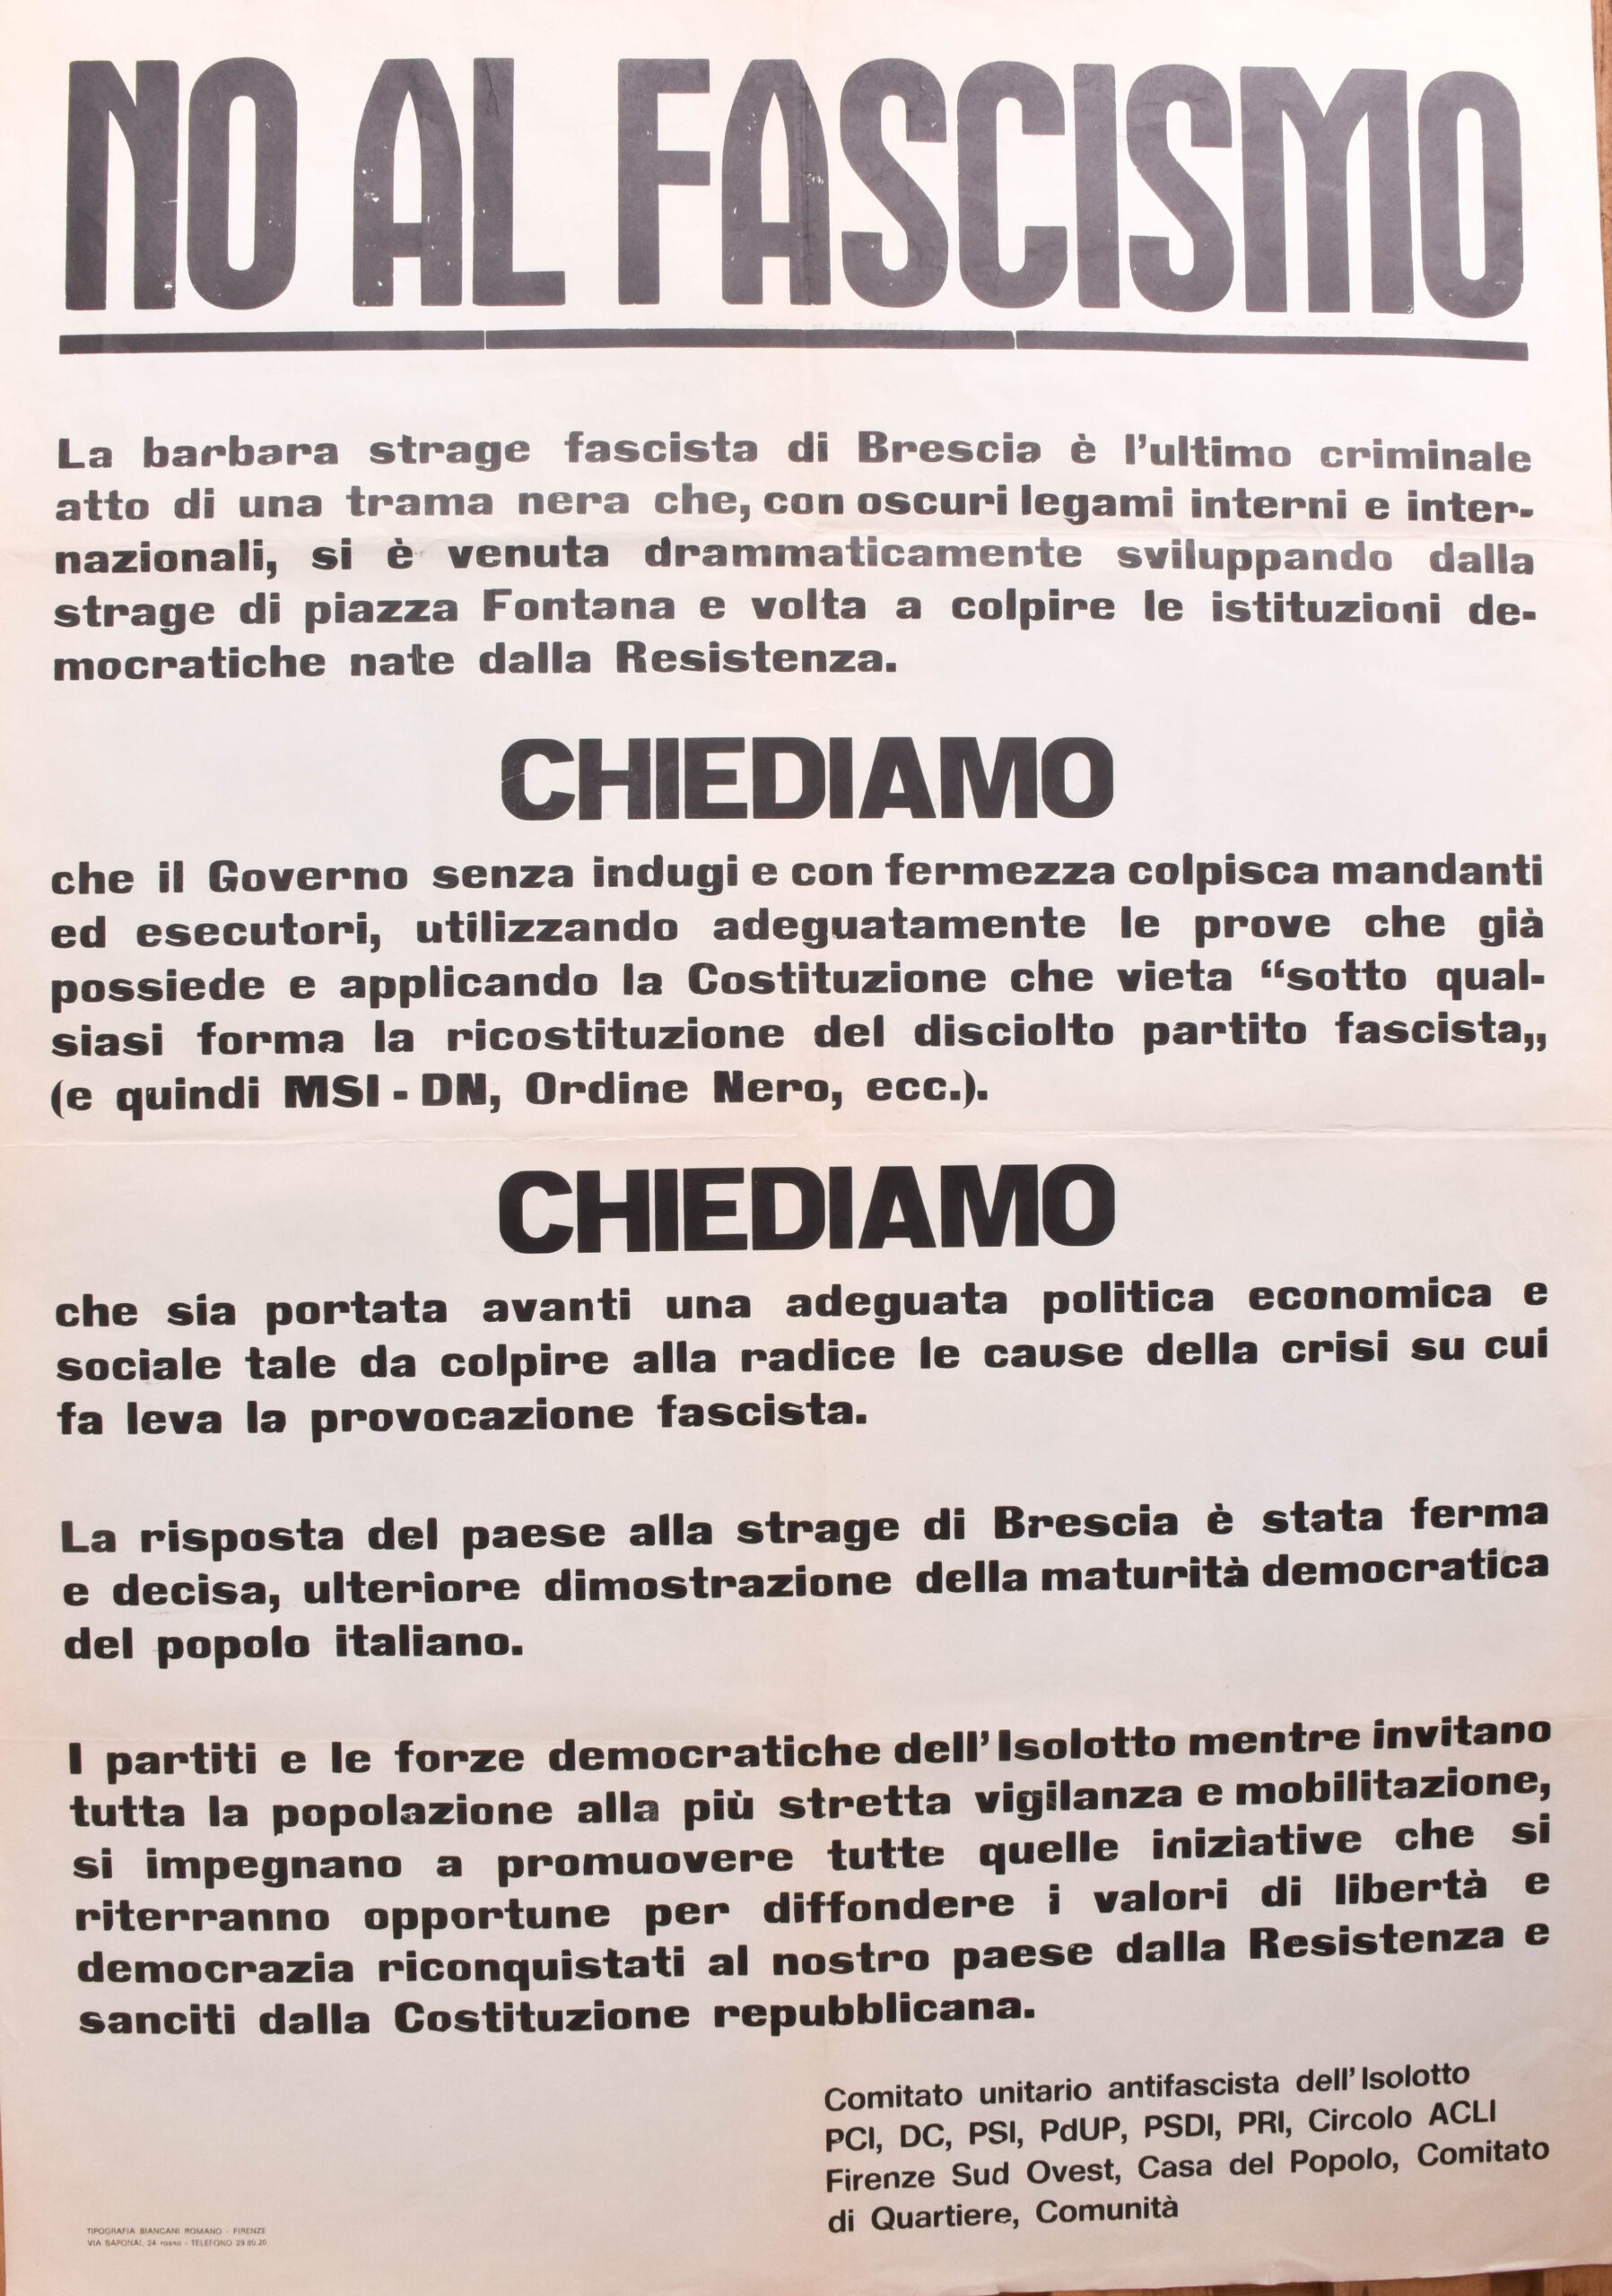 NO AL FASCISMO
La barbara strage fascista di Brescia è l'ultimo criminale
atto di una trama nera che, con oscuri legami interni e inter-
nazionali, si è venuta drammaticamente sviluppando dalla
strage di piazza Fontana e volta a colpire le istituzioni de-
mocratiche nate dalla Resistenza.
CHIEDIAMO
che il Governo senza indugi e con fermezza colpisca mandanti
ed esecutori, utilizzando adeguatamente le prove che già
possiede e applicando la Costituzione che vieta “sotto qual-
siasi forma la ricostituzione del disciolto partito fascista„
(e quindi MSI - DN, Ordine Nero, ecc.).
CHIEDIAMO
che sia portata avanti una adeguata politica economica e
sociale tale da colpire alla radice le cause della crisi su cui
fa leva la provocazione fascista.
La risposta del paese alla strage di Brescia è stata ferma
e decisa, ulteriore dimostrazione della maturità democratica
del popolo italiano.
I partiti e le forze democratiche dell'Isolotto mentre invitano
tutta la popolazione alla più stretta vigilanza e mobilitazione,
si impegnano a promuovere tutte quelle iniziative che si
riterranno opportune per diffondere i valori di libertà e
democrazia riconquistati al nostro paese dalla Resistenza e
sanciti dalla Costituzione repubblicana.
Comitato unitario antifascista dell'Isolotto
PCI, DC, PSI, PdUP, PSDI, PRI, Circolo ACLI
Firenze Sud Ovest, Casa del Popolo, Comitato
di Quartiere, Comunità
TIPOGRAFIA BIANCANI ROMANO - FIRENZE
VIA SAPONAI, 24 rosso - TELEFONO 29.80.26